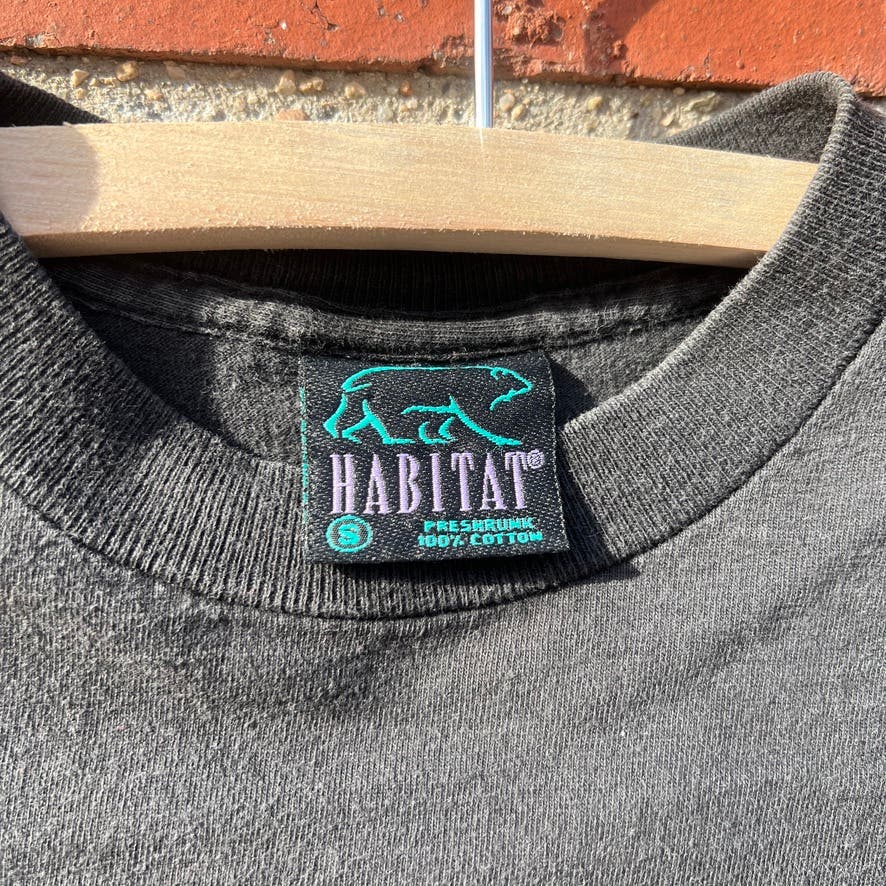 HABITAT®
S PRESHRUNK
100% COTTON